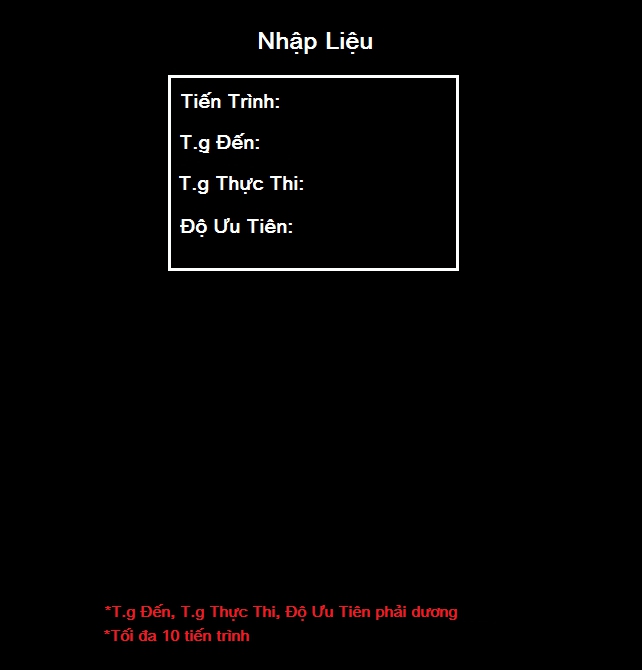 Nhập Liệu
Tiến Trình:
T.g Đến:
T.g Thực Thi:
Độ Ưu Tiên:
*T.g Đến, T.g Thực Thi, Độ Ưu Tiên phải dương
*Tối đa 10 tiến trình